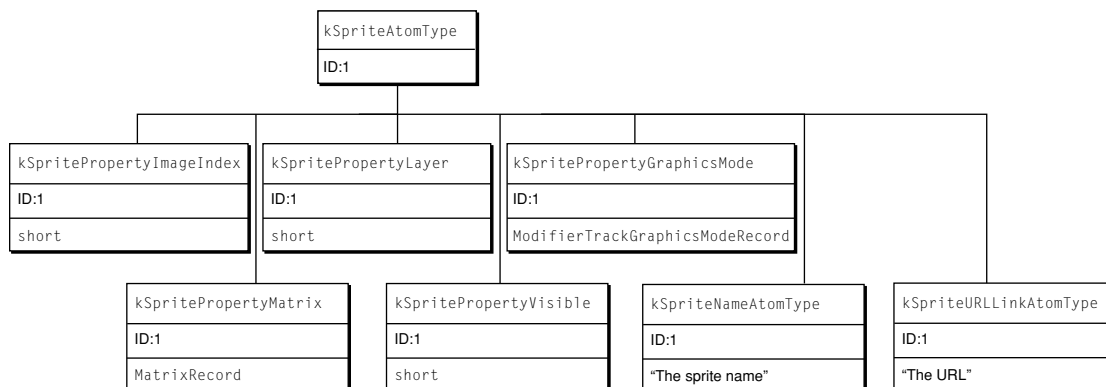 kSpriteAtomType
ID:1
kSpritePropertyImageIndex
ID:1
short
kSpritePropertyLayer
ID:1
short
kSpritePropertyGraphicsMode
ID:1
ModifierTrackGraphicsModeRecord
kSpritePropertyMatrix
ID:1
MatrixRecord
kSpritePropertyVisible
ID:1
short
kSpriteNameAtomType
ID:1
“The sprite name”
kSpriteURLLinkAtomType
ID:1
“The URL”